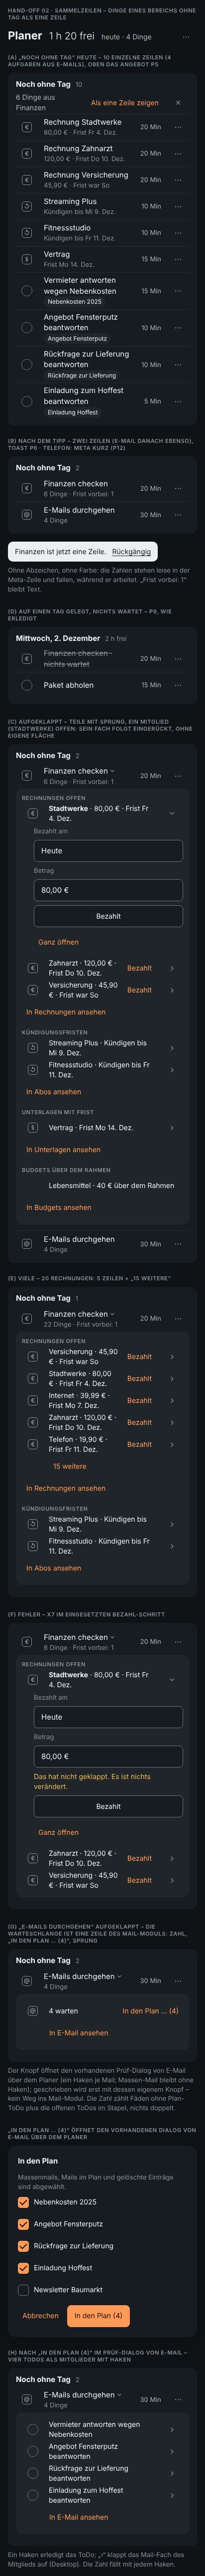 HAND-OFF 02 · SAMMELZEILEN – DINGE EINES BEREICHS OHNE
TAG ALS EINE ZEILE
Planer 1 h 20 frei heute · 4 Dinge
(A) „NOCH OHNE TAG“ HEUTE – 10 EINZELNE ZEILEN (4
AUFGABEN AUS E-MAILS), OBEN DAS ANGEBOT P5
Noch ohne Tag 10
6 Dinge aus
Finanzen
Als eine Zeile zeigen
Rechnung Stadtwerke
80,00 € · Frist Fr 4. Dez.
20 Min
Rechnung Zahnarzt
120,00 € · Frist Do 10. Dez.
20 Min
Rechnung Versicherung
45,90 € · Frist war So
20 Min
Streaming Plus
Kündigen bis Mi 9. Dez.
10 Min
Fitnessstudio
Kündigen bis Fr 11. Dez.
10 Min
Vertrag
Frist Mo 14. Dez.
15 Min
Vermieter antworten
wegen Nebenkosten
Nebenkosten 2025
15 Min
Angebot Fensterputz
beantworten
Angebot Fensterputz
10 Min
Rückfrage zur Lieferung
beantworten
Rückfrage zur Lieferung
10 Min
Einladung zum Hoffest
beantworten
Einladung Hoffest
5 Min
(B) NACH DEM TIPP – ZWEI ZEILEN (E-MAIL DANACH EBENSO),
TOAST P6 · TELEFON: META KURZ (P12)
Noch ohne Tag 2
Finanzen durchgehen
6 Dinge · Frist vorbei: 1
20 Min
E-Mails durchgehen
4 Dinge
30 Min
Finanzen ist jetzt eine Zeile. Rückgängig
Ohne Abzeichen, ohne Farbe: die Zahlen stehen leise in der
Meta-Zeile und fallen, während er arbeitet. „Frist vorbei: 1“
bleibt Text.
(D) AUF EINEN TAG GELEGT, NICHTS WARTET – P9, WIE
ERLEDIGT
Mittwoch, 2. Dezember 2 h frei
Finanzen durchgehen ·
nichts wartet
20 Min
Paket abholen
15 Min
(C) AUFGEKLAPPT – TEILE MIT SPRUNG, EIN MITGLIED
(STADTWERKE) OFFEN: SEIN FACH FOLGT EINGERÜCKT, OHNE
EIGENE FLÄCHE
Noch ohne Tag 2
Finanzen durchgehen
6 Dinge · Frist vorbei: 1
20 Min
RECHNUNGEN OFFEN
Stadtwerke · 80,00 € · Frist Fr
4. Dez.
Bezahlt am
Heute
Betrag
80,00 €
Bezahlt
Ganz öffnen
Zahnarzt · 120,00 € ·
Frist Do 10. Dez.
Bezahlt
Versicherung · 45,90
€ · Frist war So
Bezahlt
In Rechnungen ansehen
KÜNDIGUNGSFRISTEN
Streaming Plus · Kündigen bis
Mi 9. Dez.
Fitnessstudio · Kündigen bis Fr
11. Dez.
In Abos ansehen
UNTERLAGEN MIT FRIST
Vertrag · Frist Mo 14. Dez.
In Unterlagen ansehen
BUDGETS ÜBER DEM RAHMEN
Lebensmittel · 40 € über dem Rahmen
In Budgets ansehen
E-Mails durchgehen
4 Dinge
30 Min
(E) VIELE – 20 RECHNUNGEN: 5 ZEILEN + „15 WEITERE“
Noch ohne Tag 1
Finanzen durchgehen
22 Dinge · Frist vorbei: 1
20 Min
RECHNUNGEN OFFEN
Versicherung · 45,90
€ · Frist war So
Bezahlt
Stadtwerke · 80,00
€ · Frist Fr 4. Dez.
Bezahlt
Internet · 39,99 € ·
Frist Mo 7. Dez.
Bezahlt
Zahnarzt · 120,00 € ·
Frist Do 10. Dez.
Bezahlt
Telefon · 19,90 € ·
Frist Fr 11. Dez.
Bezahlt
15 weitere
In Rechnungen ansehen
KÜNDIGUNGSFRISTEN
Streaming Plus · Kündigen bis
Mi 9. Dez.
Fitnessstudio · Kündigen bis Fr
11. Dez.
In Abos ansehen
(F) FEHLER – X7 IM EINGESETZTEN BEZAHL-SCHRITT
Finanzen durchgehen
6 Dinge · Frist vorbei: 1
20 Min
RECHNUNGEN OFFEN
Stadtwerke · 80,00 € · Frist Fr
4. Dez.
Bezahlt am
Heute
Betrag
80,00 €
Das hat nicht geklappt. Es ist nichts
verändert.
Bezahlt
Ganz öffnen
Zahnarzt · 120,00 € ·
Frist Do 10. Dez.
Bezahlt
Versicherung · 45,90
€ · Frist war So
Bezahlt
(G) „E-MAILS DURCHGEHEN“ AUFGEKLAPPT – DIE
WARTESCHLANGE IST EINE ZEILE DES MAIL-MODULS: ZAHL,
„IN DEN PLAN … (4)“, SPRUNG
Noch ohne Tag 2
E-Mails durchgehen
4 Dinge
30 Min
4 warten
In den Plan … (4)
In E-Mail ansehen
Der Knopf öffnet den vorhandenen Prüf-Dialog von E-Mail
über dem Planer (ein Haken je Mail; Massen-Mail bleibt ohne
Haken); geschrieben wird erst mit dessen eigenem Knopf –
kein Weg ins Mail-Modul. Die Zahl zählt Fäden ohne Plan-
ToDo plus die offenen ToDos im Stapel, nichts doppelt.
„IN DEN PLAN … (4)“ ÖFFNET DEN VORHANDENEN DIALOG VON
E-MAIL ÜBER DEM PLANER
In den Plan
Massenmails, Mails im Plan und gelöschte Einträge
sind abgewählt.
Nebenkosten 2025
Angebot Fensterputz
Rückfrage zur Lieferung
Einladung Hoffest
Newsletter Baumarkt
Abbrechen
In den Plan (4)
(H) NACH „IN DEN PLAN (4)“ IM PRÜF-DIALOG VON E-MAIL –
VIER TODOS ALS MITGLIEDER MIT HAKEN
Noch ohne Tag 2
E-Mails durchgehen
4 Dinge
30 Min
Vermieter antworten wegen
Nebenkosten
Angebot Fensterputz
beantworten
Rückfrage zur Lieferung
beantworten
Einladung zum Hoffest
beantworten
In E-Mail ansehen
Ein Haken erledigt das ToDo; „›“ klappt das Mail-Fach des
Mitglieds auf (Desktop). Die Zahl fällt mit jedem Haken.